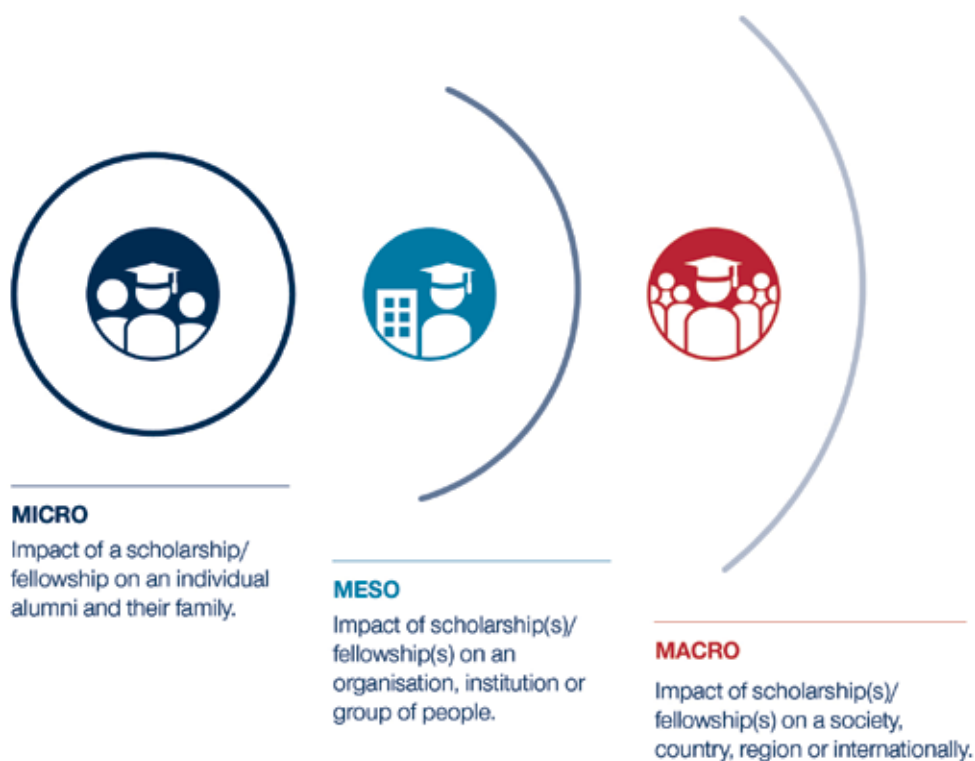 MICRO
Impact of a scholarship/
fellowship on an individual
alumni and their family.
MESO
Impact of scholarship(s)/
fellowship(s) on an
organisation, institution or
group of people.
MACRO
Impact of scholarship(s)/
fellowship(s) on a society,
country, region or internationally.